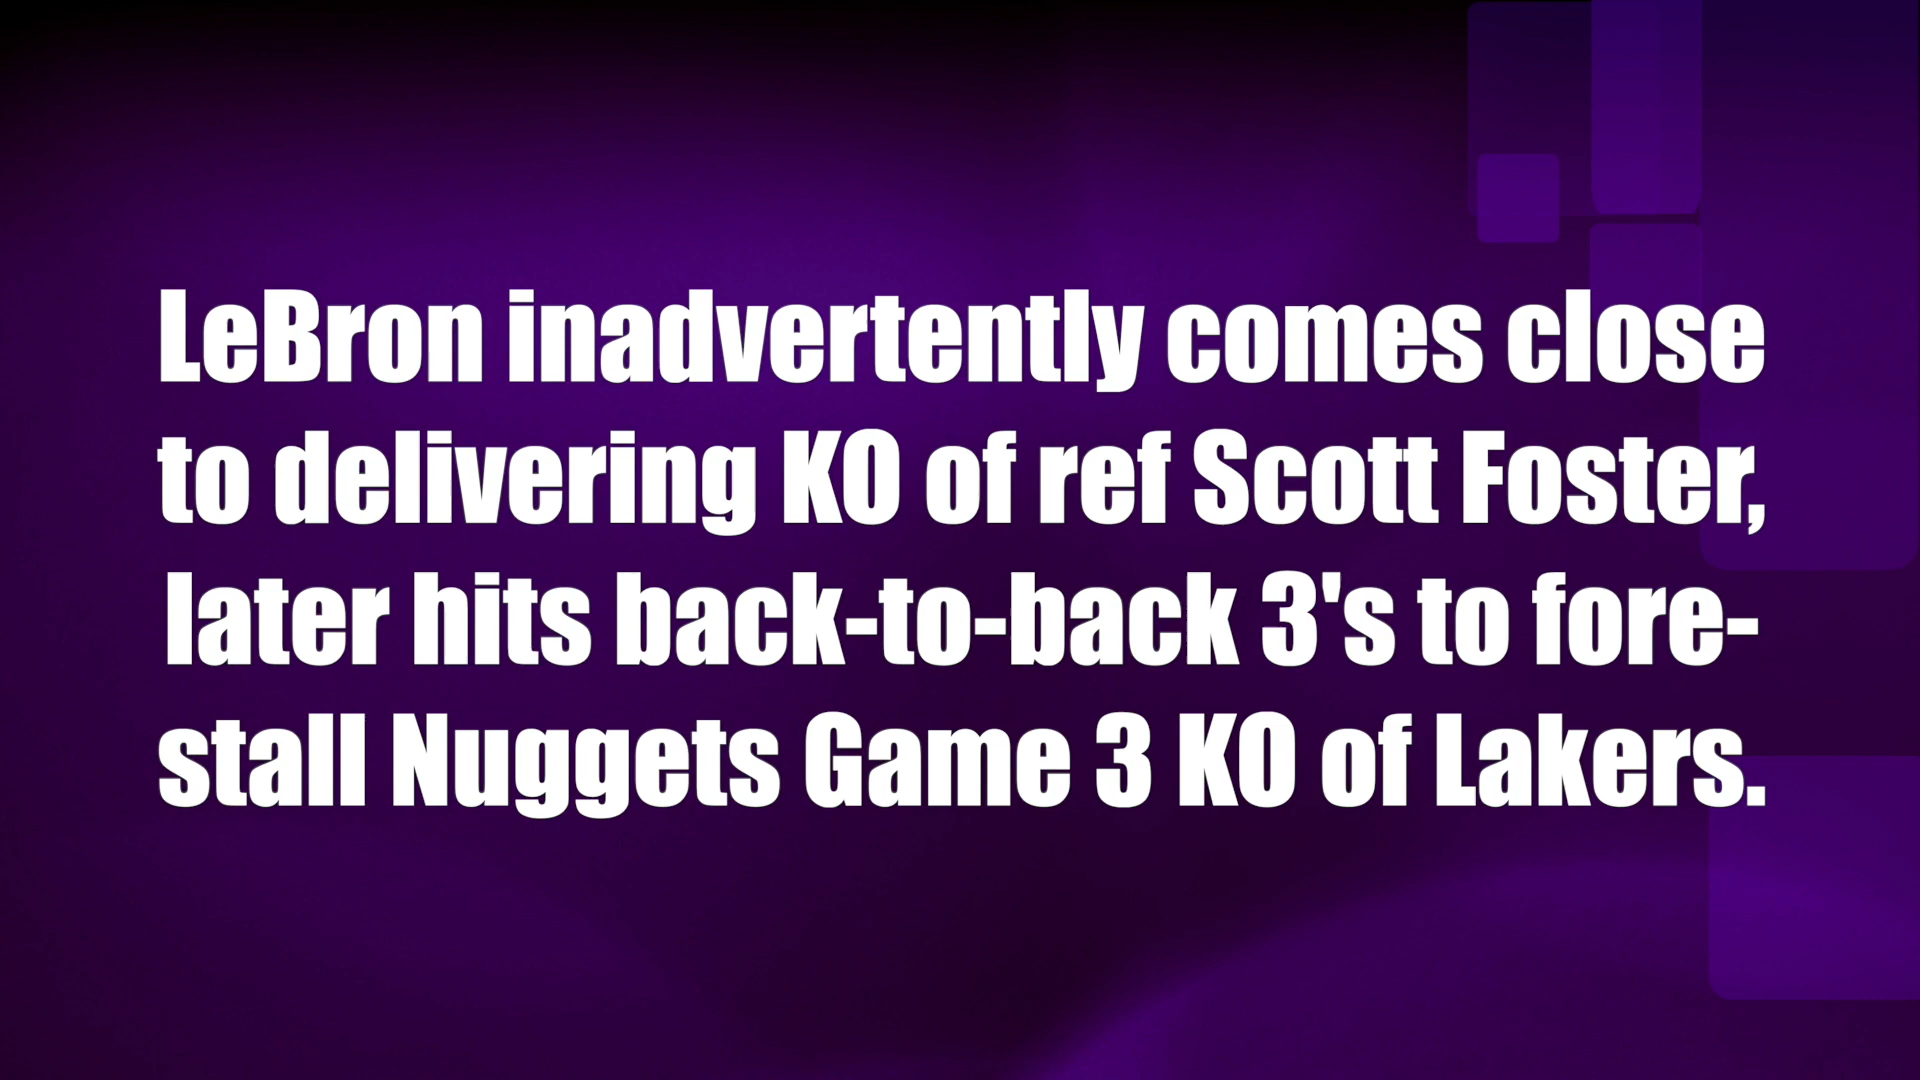 LeBron inadvertently comes close
to delivering KO of ref Scott Foster,
later hits back-to-back 3's to fore-
stall Nuggets Game 3 KO of Lakers.